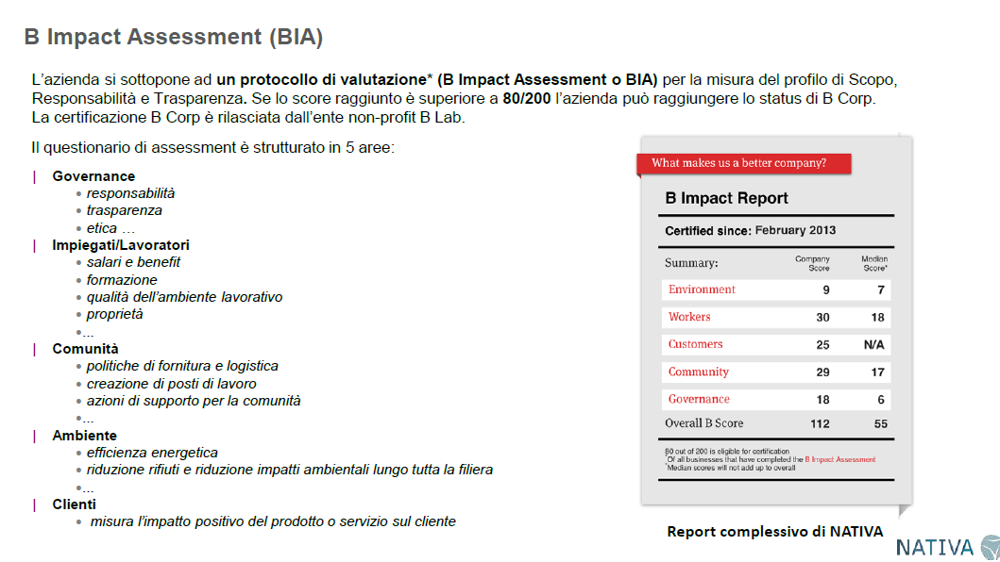 B Impact Assessment (BIA)
L’azienda si sottopone ad un protocollo di valutazione* (B Impact Assessment o BIA) per la misura del profilo di Scopo,
Responsabilità e Trasparenza. Se lo score raggiunto è superiore a 80/200 l’azienda può raggiungere lo status di B Corp.
La certificazione B Corp è rilasciata dall’ente non-profit B Lab.
Il questionario di assessment è strutturato in 5 aree:
| Governance
• responsabilità
• trasparenza
• etica …
| Impiegati/Lavoratori
• salari e benefit
• formazione
• qualità dell’ambiente lavorativo
• proprietà
•...
| Comunità
• politiche di fornitura e logistica
• creazione di posti di lavoro
• azioni di supporto per la comunità
•...
| Ambiente
• efficienza energetica
• riduzione rifiuti e riduzione impatti ambientali lungo tutta la filiera
•...
| Clienti
• misura l’impatto positivo del prodotto o servizio sul cliente
What makes us a better company?
B Impact Report
Certified since: February 2013
Summary: Company Score Median Score*
Environment 9 7
Workers 30 18
Customers 25 N/A
Community 29 17
Governance 18 6
Overall B Score 112 55
80 out of 200 is eligible for certification
*Of all businesses that have completed the B Impact Assessment
*Median scores will not add up to overall
Report complessivo di NATIVA
NATIVA